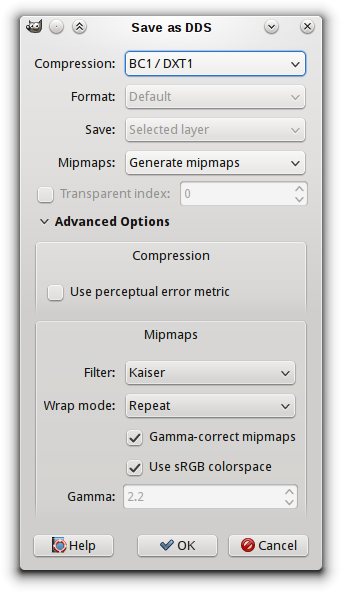 Save as DDS
Compression: BC1 / DXT1
Format: Default
Save: Selected layer
Mipmaps: Generate mipmaps
Transparent index: 0
Advanced Options
Compression
Use perceptual error metric
Mipmaps
Filter: Kaiser
Wrap mode: Repeat
Gamma-correct mipmaps
Use sRGB colorspace
Gamma: 2.2
Help OK Cancel